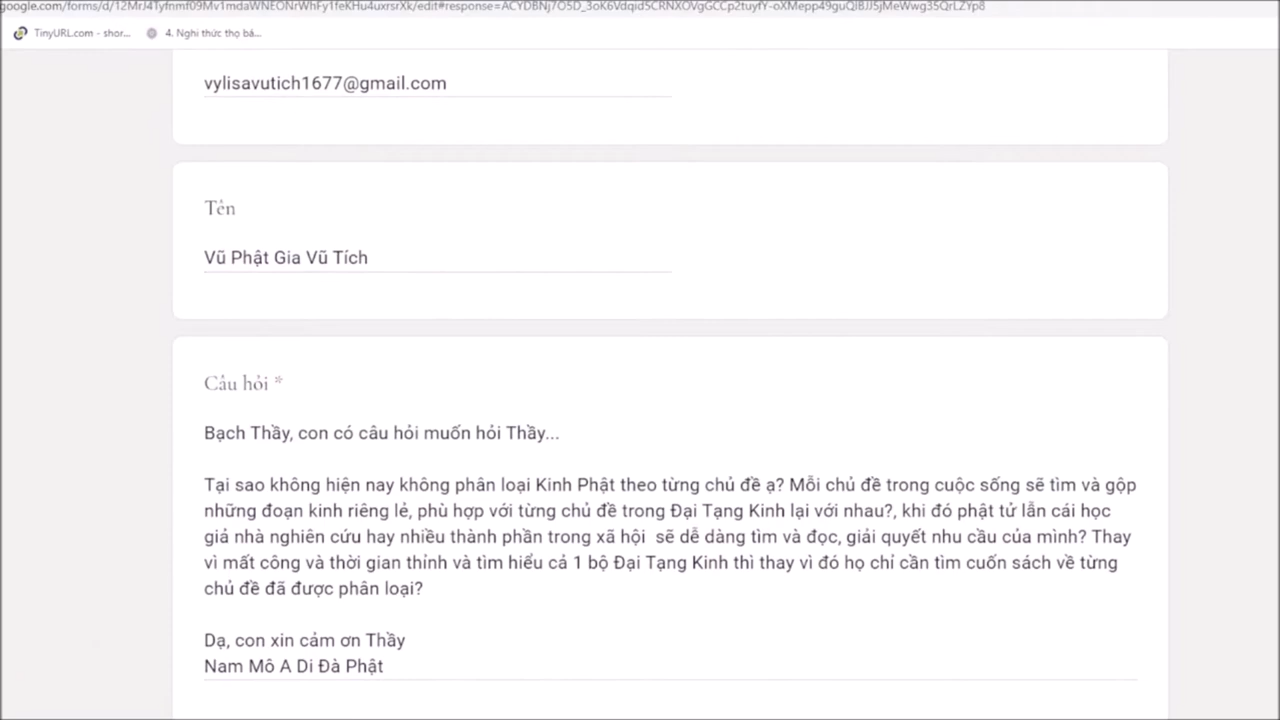 google.com/forms/d/12MrJ4Tyfnmf09Mv1mdaWNEONrWhFy1feKHu4uxrsrXk/edit#response=ACYDBNj7O5D_3oK6Vdqid5CRNXOVgGCCp2tuyfY-oXMepp49guQIBJJ5jMeWwg35QrLZYp8
TinyURL.com - shor... 4. Nghi thức thọ bá...
vylisavutich1677@gmail.com
Tên
Vũ Phật Gia Vũ Tích
Câu hỏi *
Bạch Thầy, con có câu hỏi muốn hỏi Thầy...
Tại sao không hiện nay không phân loại Kinh Phật theo từng chủ đề ạ? Mỗi chủ đề trong cuộc sống sẽ tìm và gộp
những đoạn kinh riêng lẻ, phù hợp với từng chủ đề trong Đại Tạng Kinh lại với nhau?, khi đó phật tử lẫn cái học
giả nhà nghiên cứu hay nhiều thành phần trong xã hội  sẽ dễ dàng tìm và đọc, giải quyết nhu cầu của mình? Thay
vì mất công và thời gian thỉnh và tìm hiểu cả 1 bộ Đại Tạng Kinh thì thay vì đó họ chỉ cần tìm cuốn sách về từng
chủ đề đã được phân loại?
Dạ, con xin cảm ơn Thầy
Nam Mô A Di Đà Phật